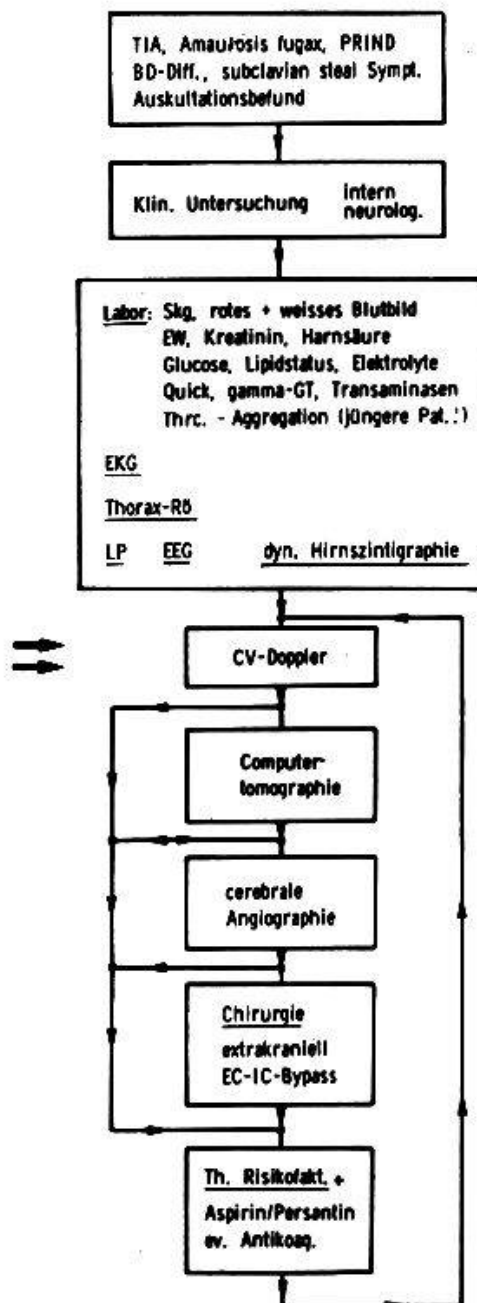 TIA, Amaurosis fugax, PRIND
BD-Diff., subclavian steal Sympt.
Auskultationsbefund
Klin. Untersuchung intern
neurolog.
Labor: Skg, rotes + weisses Blutbild
EW, Kreatinin, Harnsäure
Glucose, Lipidstatus, Elektrolyte
Quick, gamma-GT, Transaminasen
Thrc. - Aggregation (jüngere Pat.!)
EKG
Thorax-Rö
LP EEG dyn. Hirnszintigraphie
CV-Doppler
Computer-
tomographie
cerebrale
Angiographie
Chirurgie
extrakraniell
EC-IC-Bypass
Th. Risikofakt. +
Aspirin/Persantin
ev. Antikoag.